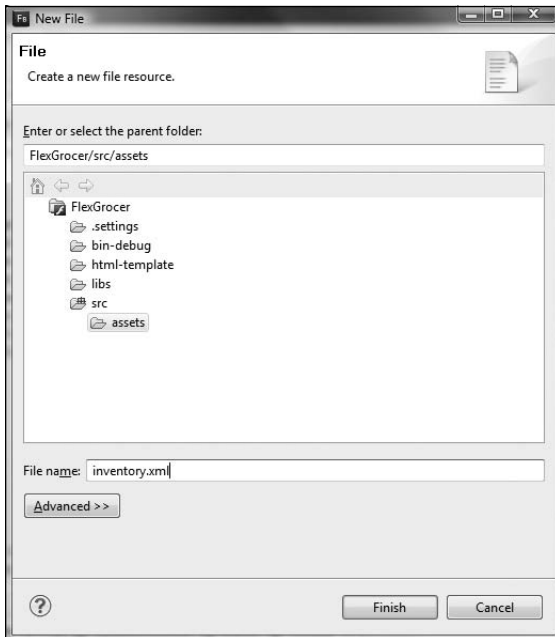 Fb New File
File
Create a new file resource.
Enter or select the parent folder:
FlexGrocer/src/assets
FlexGrocer
.settings
bin-debug
html-template
libs
src
assets
File name: inventory.xml
Advanced >>
?
Finish Cancel